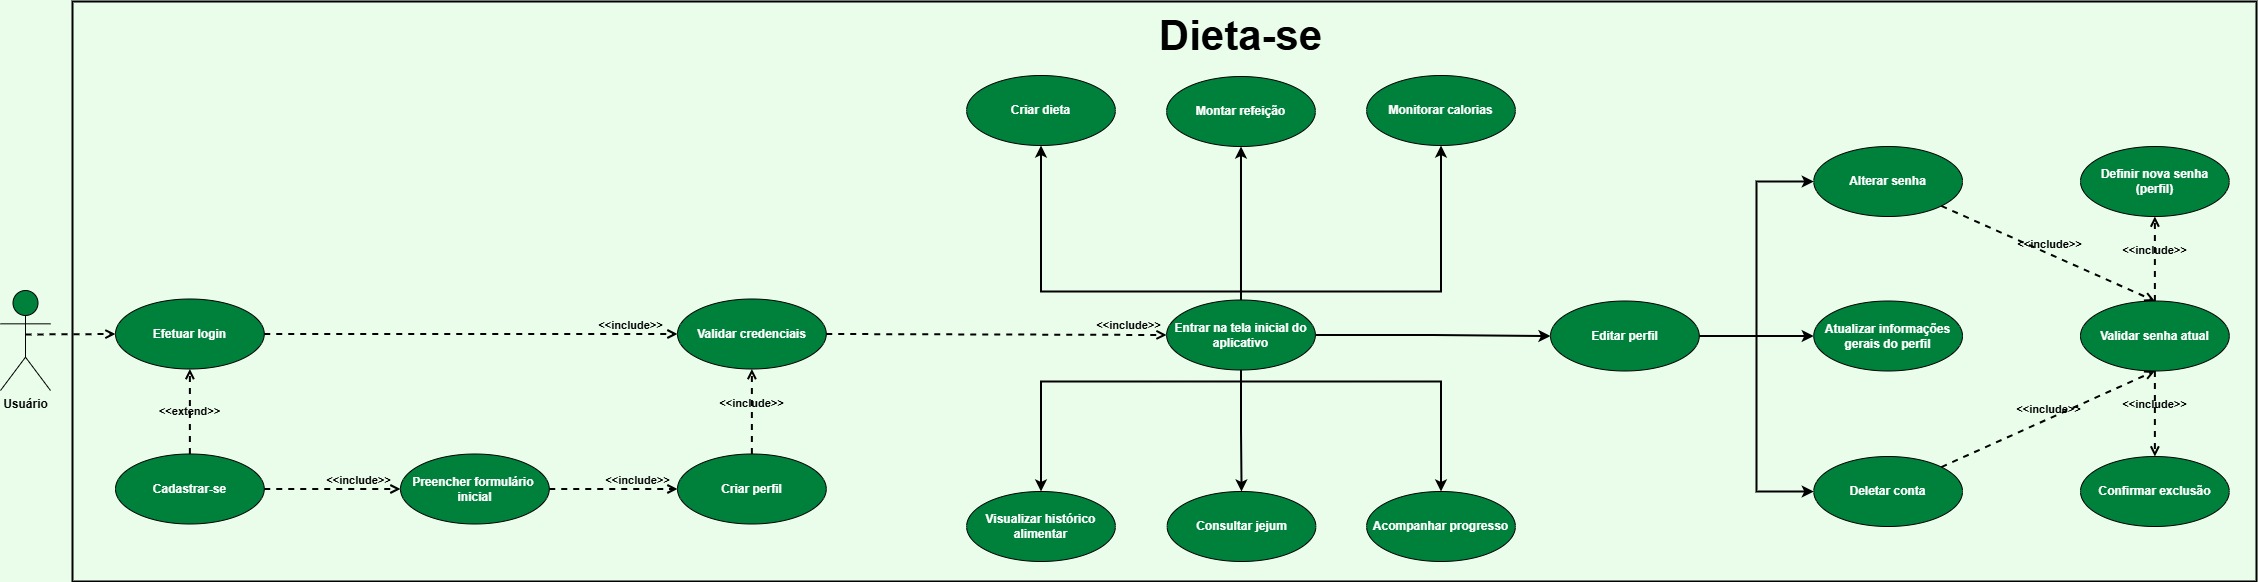 Dieta-se
Criar dieta
Montar refeição
Monitorar calorias
Alterar senha
Definir nova senha
(perfil)
<<include>>
<<include>>
Usuário
Efetuar login
<<include>>
Validar credenciais
<<include>>
Entrar na tela inicial do
aplicativo
Editar perfil
Atualizar informações
gerais do perfil
Validar senha atual
<<extend>>
<<include>>
<<include>>
<<include>>
Cadastrar-se
<<include>>
Preencher formulário
inicial
<<include>>
Criar perfil
Visualizar histórico
alimentar
Consultar jejum
Acompanhar progresso
Deletar conta
Confirmar exclusão